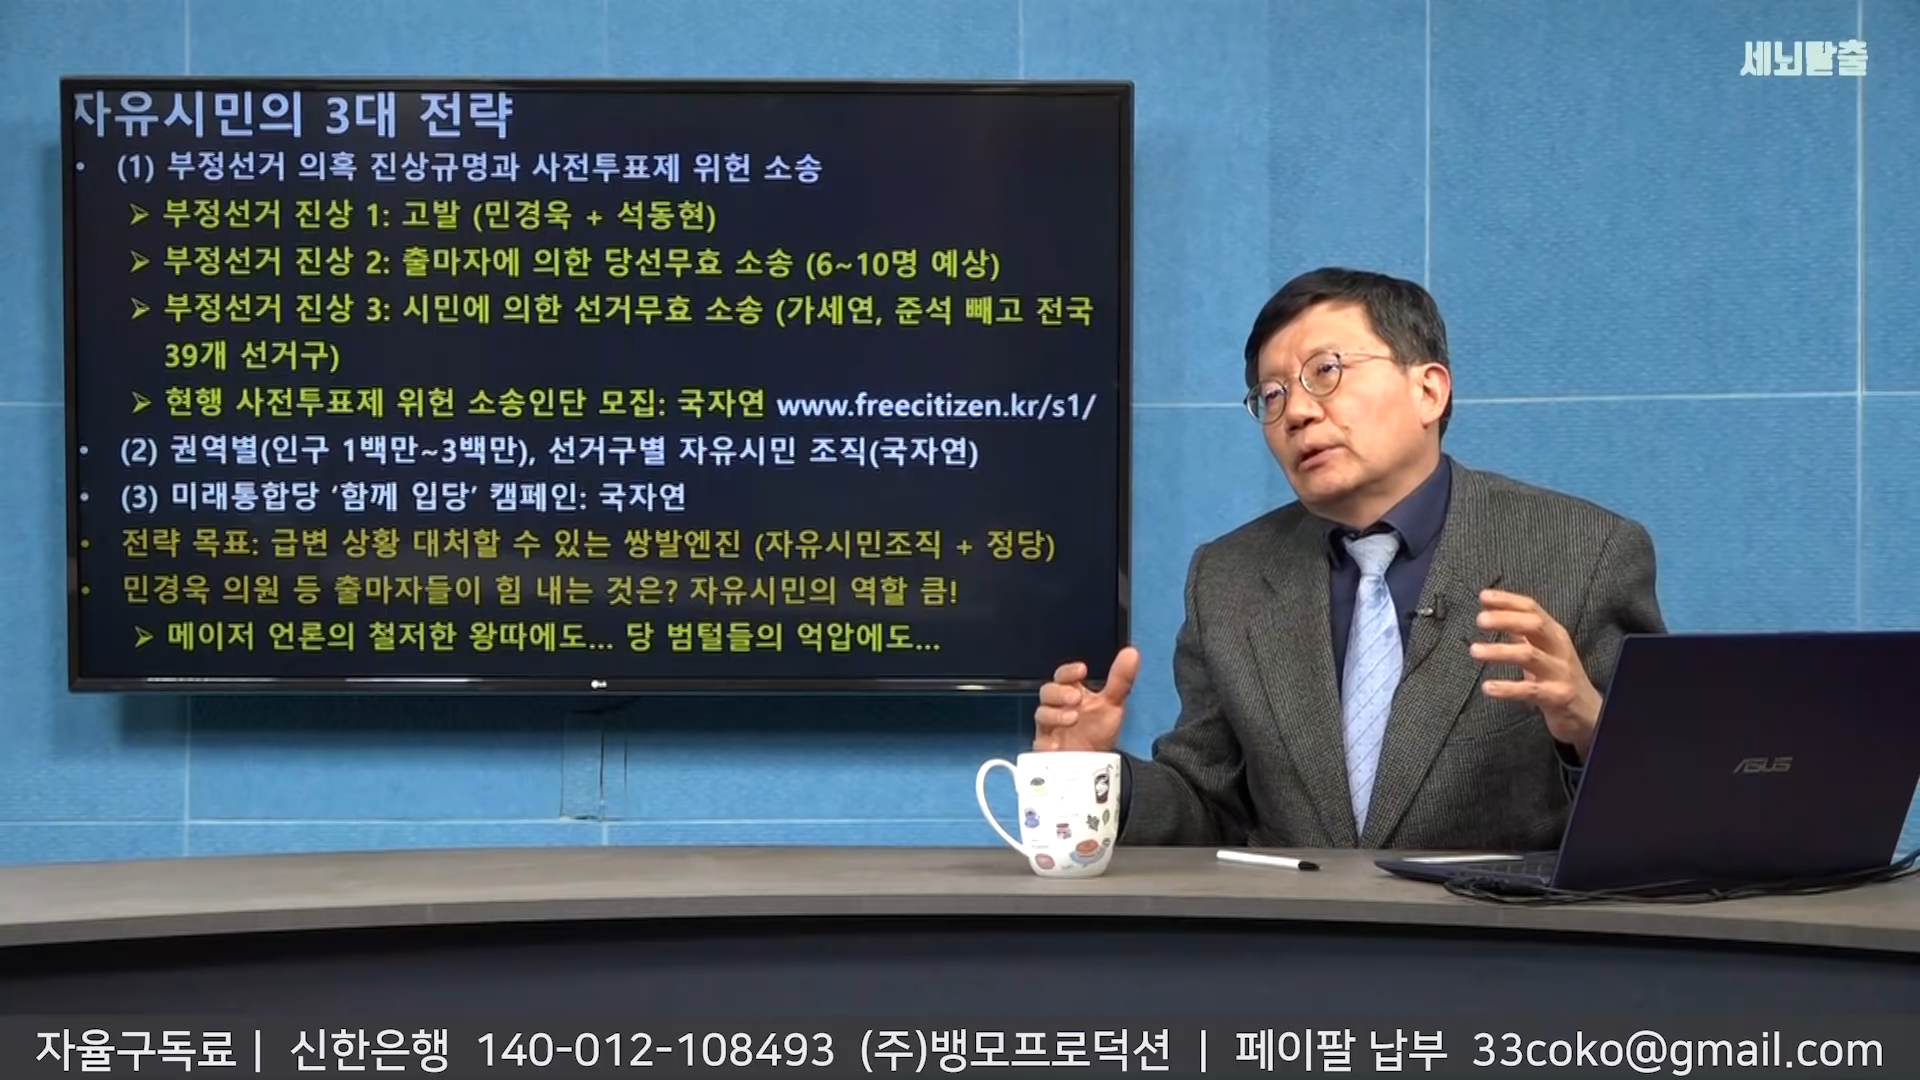 세뇌탈출
자유시민의 3대 전략
• (1) 부정선거 의혹 진상규명과 사전투표제 위헌 소송
➢ 부정선거 진상 1: 고발 (민경욱 + 석동현)
➢ 부정선거 진상 2: 출마자에 의한 당선무효 소송 (6~10명 예상)
➢ 부정선거 진상 3: 시민에 의한 선거무효 소송 (가세연, 준석 빼고 전국
39개 선거구)
➢ 현행 사전투표제 위헌 소송인단 모집: 국자연 www.freecitizen.kr/s1/
• (2) 권역별(인구 1백만~3백만), 선거구별 자유시민 조직(국자연)
• (3) 미래통합당 ‘함께 입당’ 캠페인: 국자연
• 전략 목표: 급변 상황 대처할 수 있는 쌍발엔진 (자유시민조직 + 정당)
• 민경욱 의원 등 출마자들이 힘 내는 것은? 자유시민의 역할 큼!
➢ 메이저 언론의 철저한 왕따에도... 당 범털들의 억압에도...
ASUS
자율구독료 | 신한은행 140-012-108493 (주)뱅모프로덕션 | 페이팔 납부 33coko@gmail.com